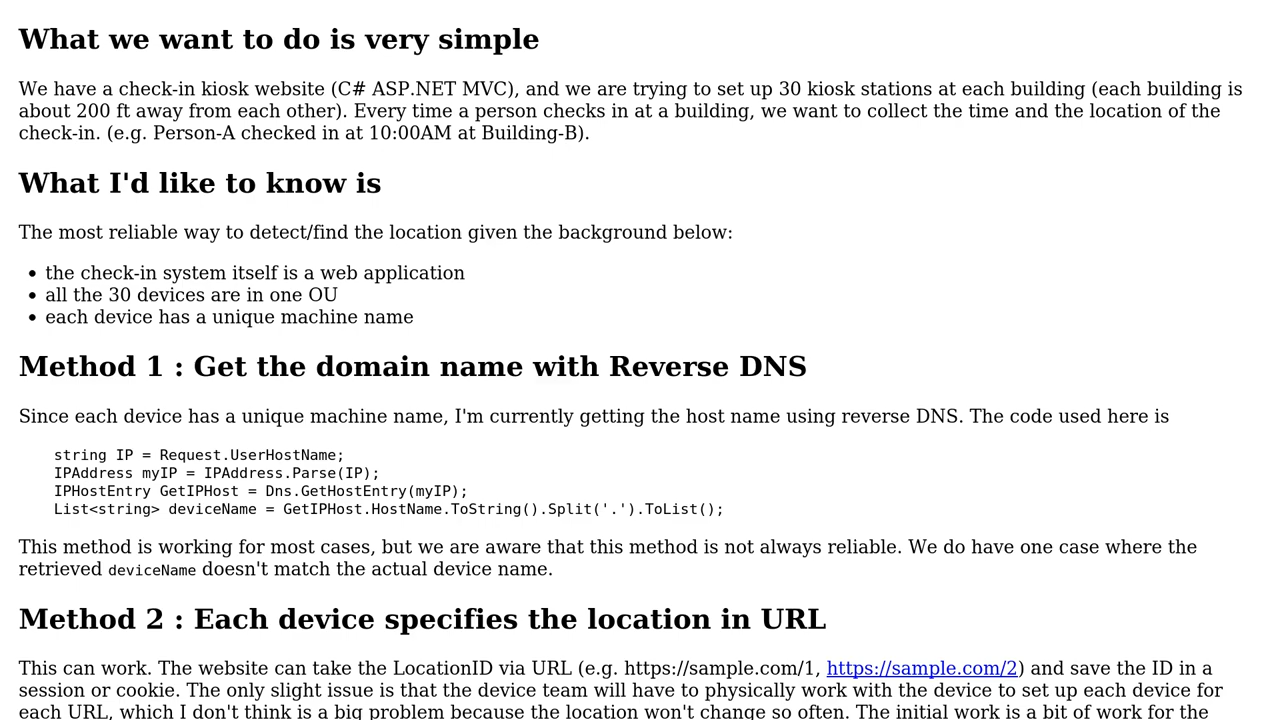 What we want to do is very simple
We have a check-in kiosk website (C# ASP.NET MVC), and we are trying to set up 30 kiosk stations at each building (each building is
about 200 ft away from each other). Every time a person checks in at a building, we want to collect the time and the location of the
check-in. (e.g. Person-A checked in at 10:00AM at Building-B).
What I'd like to know is
The most reliable way to detect/find the location given the background below:
• the check-in system itself is a web application
• all the 30 devices are in one OU
• each device has a unique machine name
Method 1 : Get the domain name with Reverse DNS
Since each device has a unique machine name, I'm currently getting the host name using reverse DNS. The code used here is
string IP = Request.UserHostName;
IPAddress myIP = IPAddress.Parse(IP);
IPHostEntry GetIPHost = Dns.GetHostEntry(myIP);
List<string> deviceName = GetIPHost.HostName.ToString().Split('.').ToList();
This method is working for most cases, but we are aware that this method is not always reliable. We do have one case where the
retrieved deviceName doesn't match the actual device name.
Method 2 : Each device specifies the location in URL
This can work. The website can take the LocationID via URL (e.g. https://sample.com/1, https://sample.com/2) and save the ID in a
session or cookie. The only slight issue is that the device team will have to physically work with the device to set up each device for
each URL, which I don't think is a big problem because the location won't change so often. The initial work is a bit of work for the